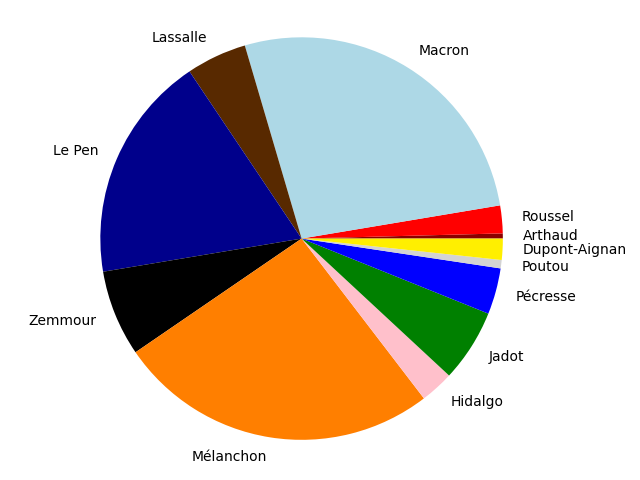 Lassalle
Macron
Le Pen
Roussel
Arthaud
Dupont-Aignan
Poutou
Pécresse
Zemmour
Jadot
Hidalgo
Mélanchon